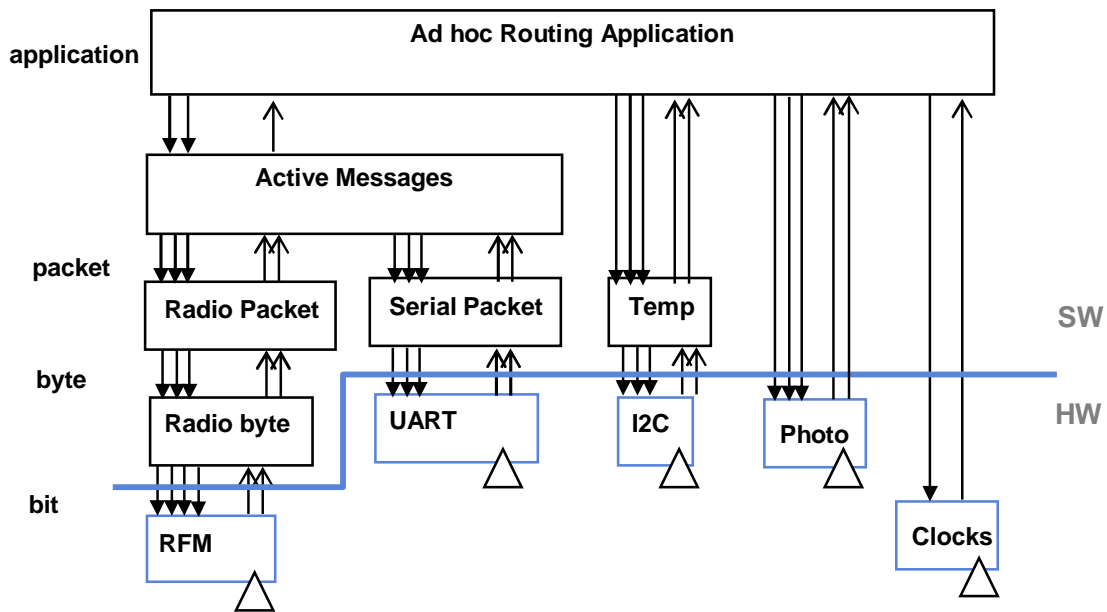 Ad hoc Routing Application
application
Active Messages
packet
Radio Packet
Serial Packet
Temp
SW
byte
Radio byte
UART
I2C
Photo
HW
bit
RFM
Clocks